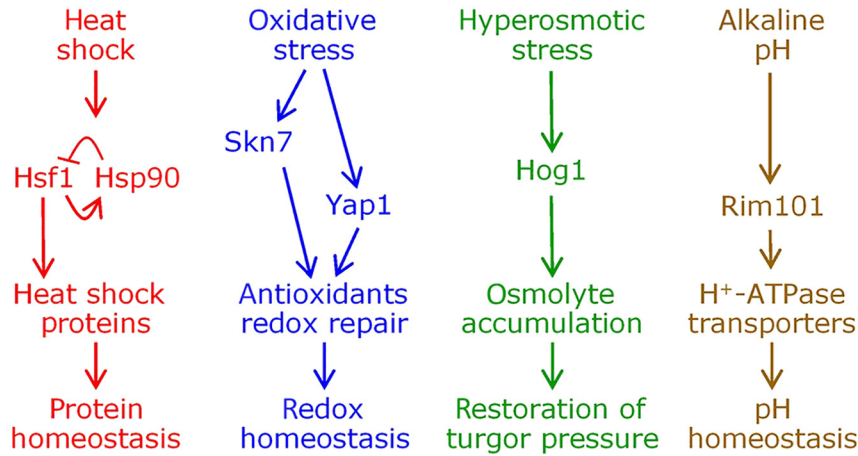 Heat
shock
Hsf1
Hsp90
Heat shock
proteins
Protein
homeostasis
Oxidative
stress
Skn7
Yap1
Antioxidants
redox repair
Redox
homeostasis
Hyperosmotic
stress
Hog1
Osmolyte
accumulation
Restoration of
turgor pressure
Alkaline
pH
Rim101
H⁺-ATPase
transporters
pH
homeostasis